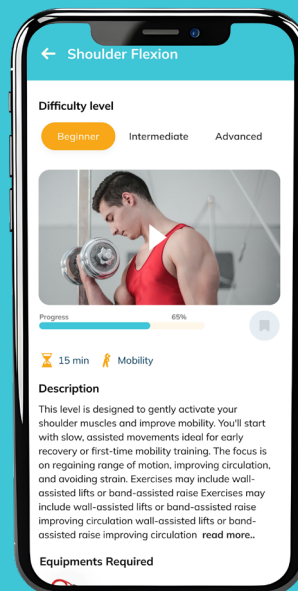 Shoulder Flexion
Difficulty level
Beginner Intermediate Advanced
Progress 65%
15 min Mobility
Description
This level is designed to gently activate your
shoulder muscles and improve mobility. You'll start
with slow, assisted movements ideal for early
recovery or first-time mobility training. The focus is
on regaining range of motion, improving circulation,
and avoiding strain. Exercises may include wall-
assisted lifts or band-assisted raise Exercises may
include wall-assisted lifts or band-assisted raise
improving circulation wall-assisted lifts or band-
assisted raise improving circulation read more..
Equipments Required